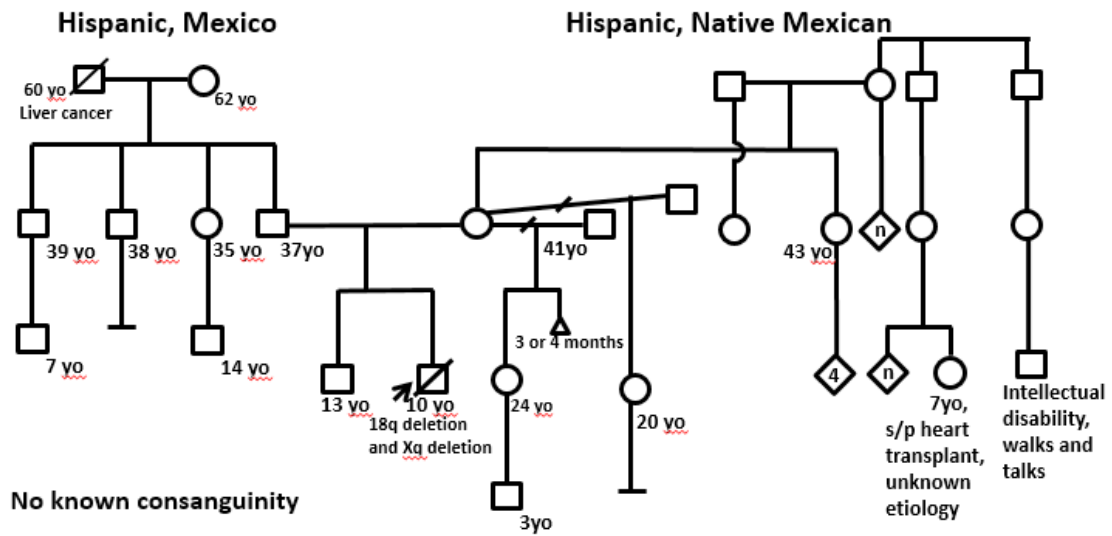 Hispanic, Mexico
Hispanic, Native Mexican
60 yo
Liver cancer
62 yo
39 yo
38 yo
35 yo
37yo
41yo
43 yo
n
7 yo
14 yo
3 or 4 months
13 yo
10 yo
18q deletion
and Xq deletion
24 yo
20 yo
4
n
7yo,
s/p heart
transplant,
unknown
etiology
Intellectual
disability,
walks and
talks
No known consanguinity
3yo